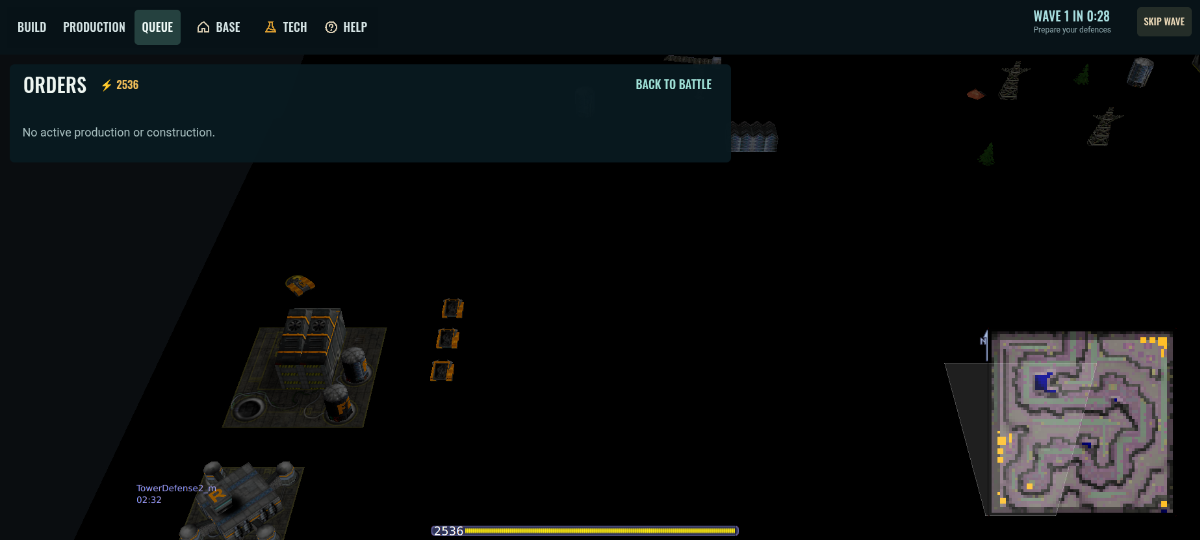 BUILD PRODUCTION QUEUE BASE TECH HELP
WAVE 1 IN 0:28
Prepare your defences
SKIP WAVE
ORDERS 2536 BACK TO BATTLE
No active production or construction.
N
TowerDefense2_m
02:32
2536